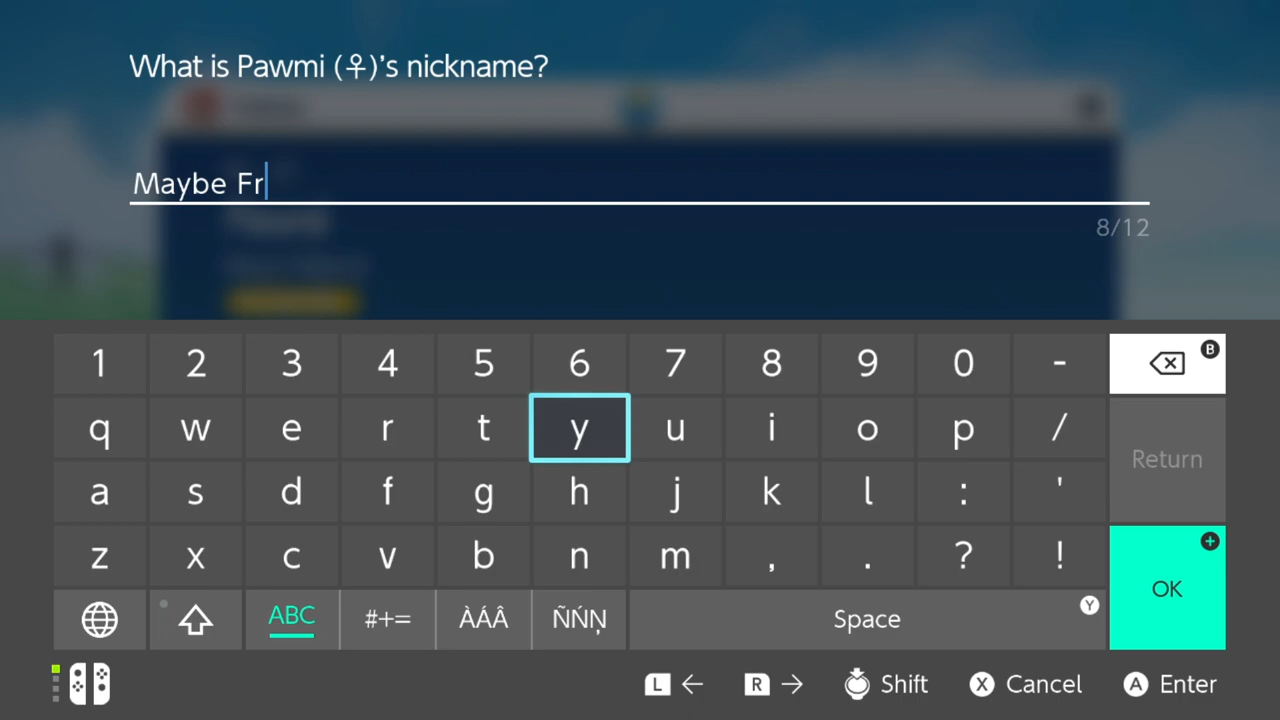 What is Pawmi (♀)'s nickname?
Maybe Fr
8/12
1 2 3 4 5 6 7 8 9 0 - B
q w e r t y u i o p /
Return
a s d f g h j k l : '
z x c v b n m , . ? ! +
OK
ABC #+= ÀÁÂ ÑŃŅ Space Y
L ← R → Shift X Cancel A Enter